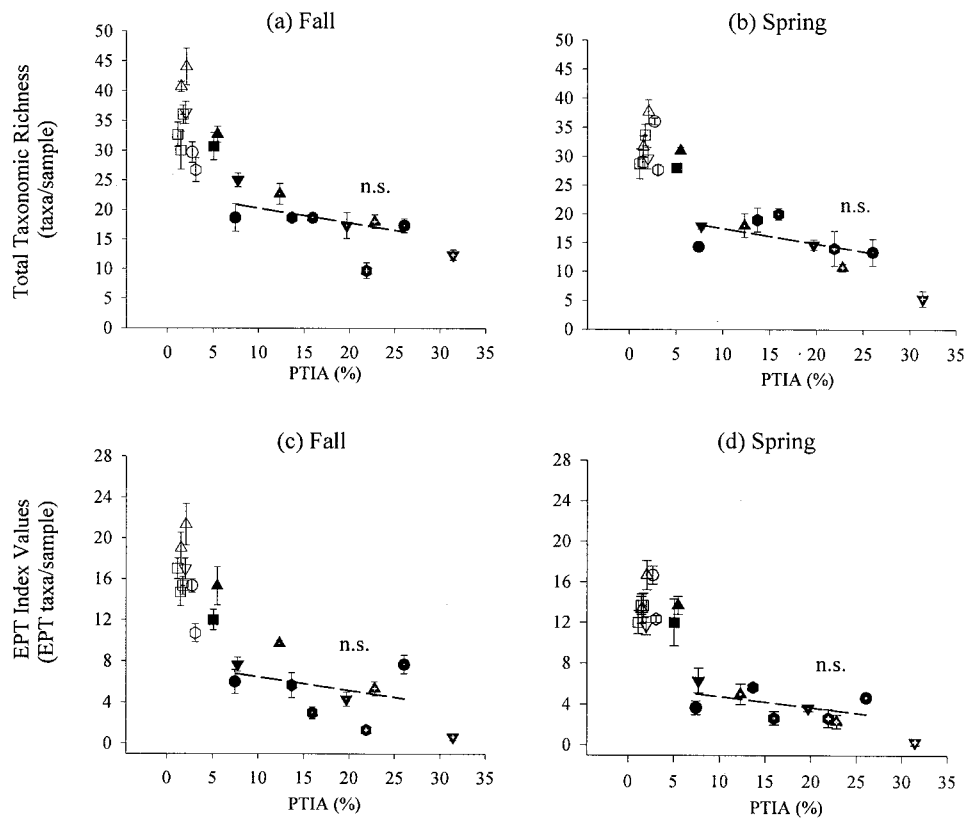 (a) Fall
(b) Spring
Total Taxonomic Richness
(taxa/sample)
50
45
40
35
30
25
20
15
10
5
0
n.s.
0 5 10 15 20 25 30 35
PTIA (%)
50
45
40
35
30
25
20
15
10
5
0
n.s.
0 5 10 15 20 25 30 35
PTIA (%)
(c) Fall
(d) Spring
EPT Index Values
(EPT taxa/sample)
28
24
20
16
12
8
4
0
n.s.
0 5 10 15 20 25 30 35
PTIA (%)
28
24
20
16
12
8
4
0
n.s.
0 5 10 15 20 25 30 35
PTIA (%)